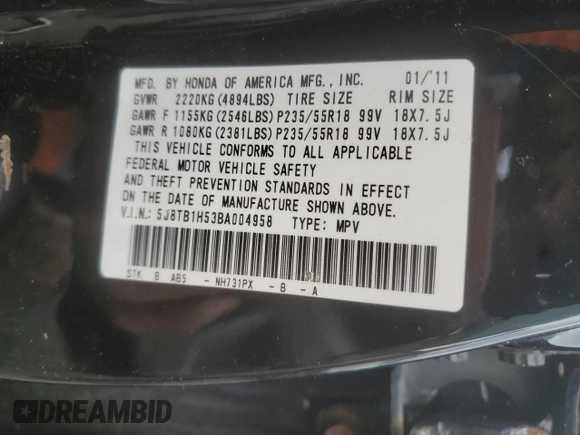 MFD. BY HONDA OF AMERICA MFG., INC. 01/'11
GVWR 2220KG(4894LBS) TIRE SIZE RIM SIZE
GAWR F 1155KG(2546LBS)P235/55R18 99V 18X7.5J
GAWR R 1080KG(2381LBS)P235/55R18 99V 18X7.5J
THIS VEHICLE CONFORMS TO ALL APPLICABLE
FEDERAL MOTOR VEHICLE SAFETY
AND THEFT PREVENTION STANDARDS IN EFFECT
ON THE DATE OF MANUFACTURE SHOWN ABOVE.
V.I.N.: 5J8TB1H53BA004958 TYPE: MPV
STK B AB5 - NH731PX - B - A
DREAMBID